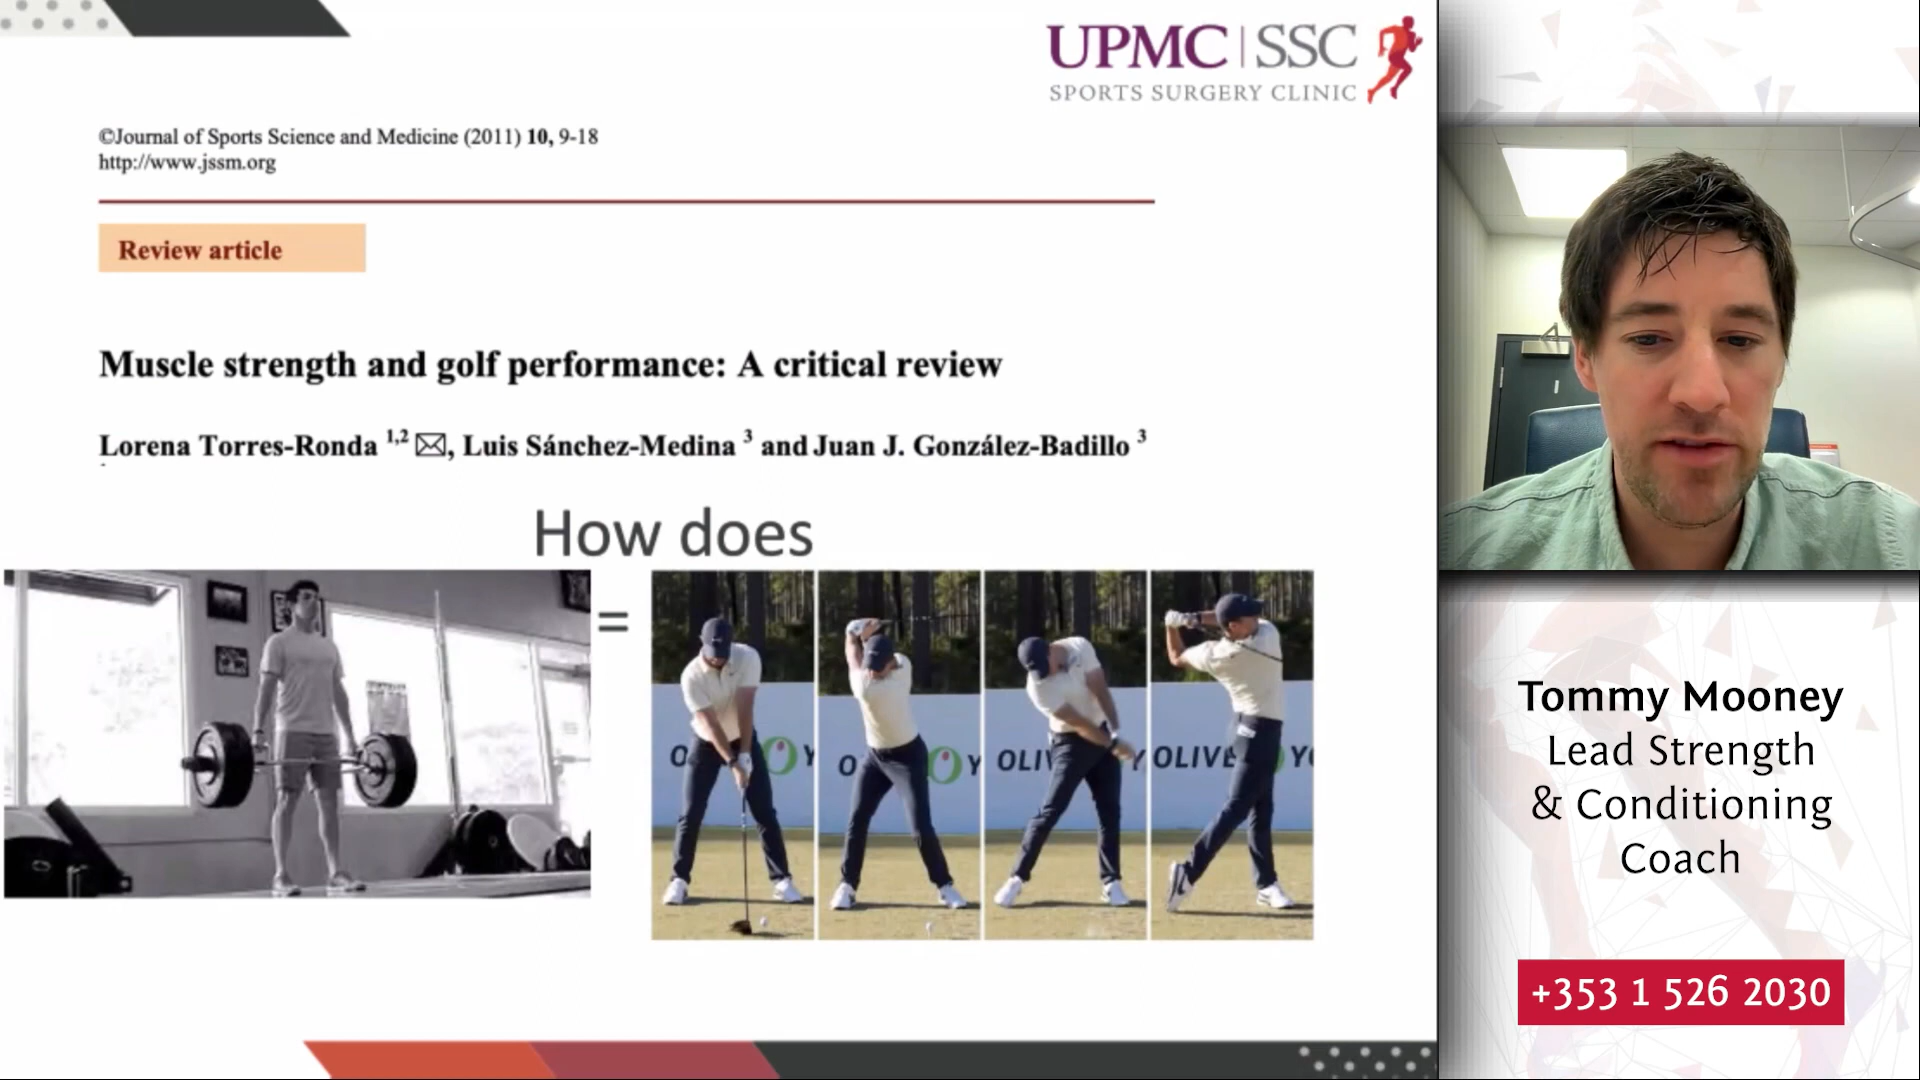 UPMC | SSC
SPORTS SURGERY CLINIC
©Journal of Sports Science and Medicine (2011) 10, 9-18
http://www.jssm.org
Review article
Muscle strength and golf performance: A critical review
Lorena Torres-Ronda 1,2 ✉, Luis Sánchez-Medina 3 and Juan J. González-Badillo 3
How does
=
Tommy Mooney
Lead Strength
& Conditioning
Coach
+353 1 526 2030